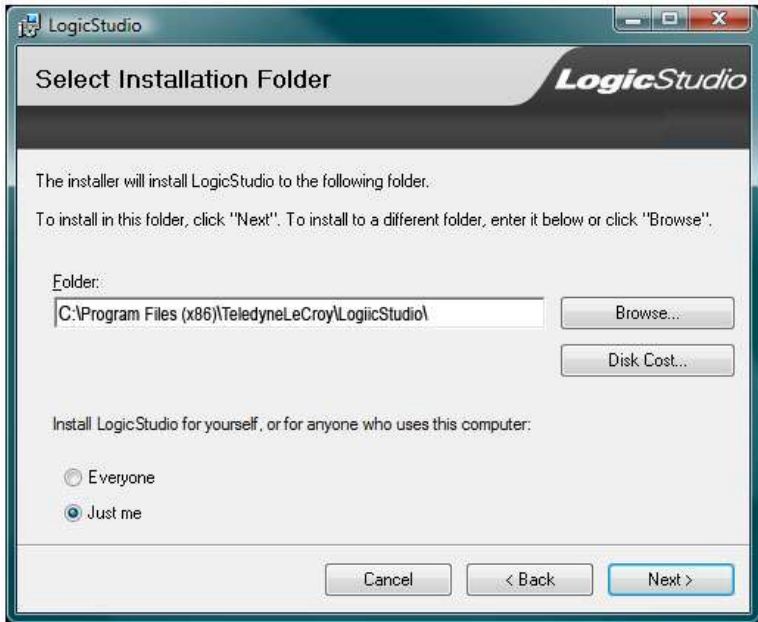 LogicStudio
Select Installation Folder
LogicStudio
The installer will install LogicStudio to the following folder.
To install in this folder, click "Next". To install to a different folder, enter it below or click "Browse".
Folder:
C:\Program Files (x86)\TeledyneLeCroy\LogiicStudio\
Browse...
Disk Cost...
Install LogicStudio for yourself, or for anyone who uses this computer:
Everyone
Just me
Cancel
< Back
Next >